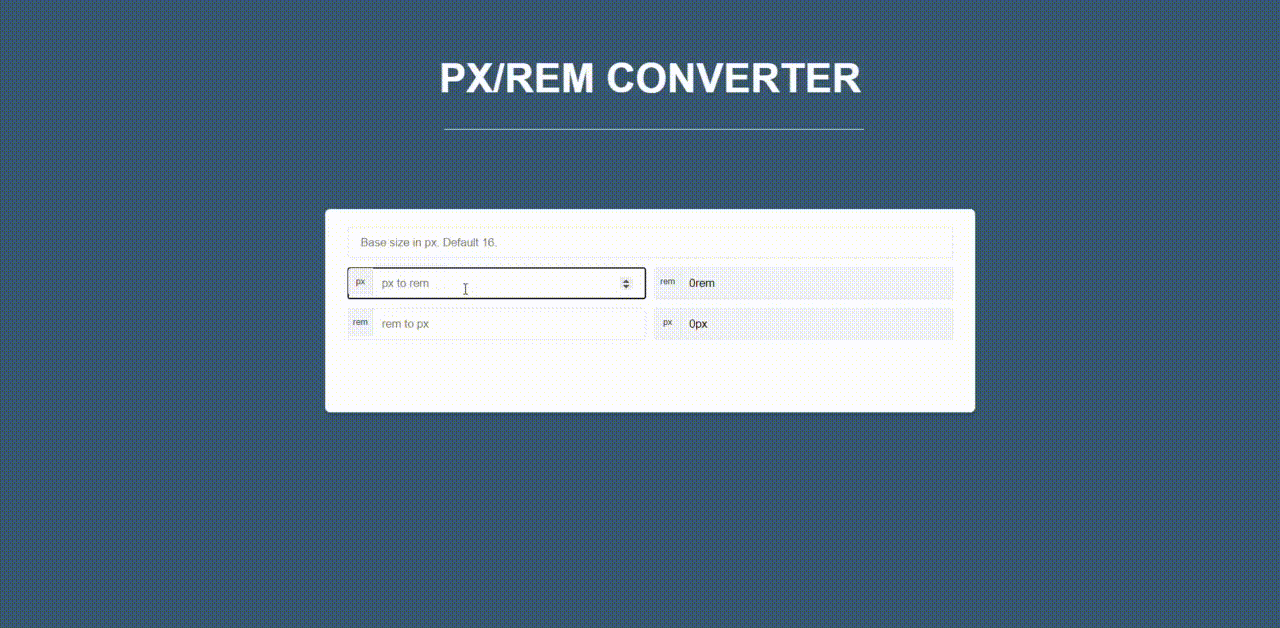 PX/REM CONVERTER
Base size in px. Default 16.
px px to rem rem 0rem
rem rem to px px 0px